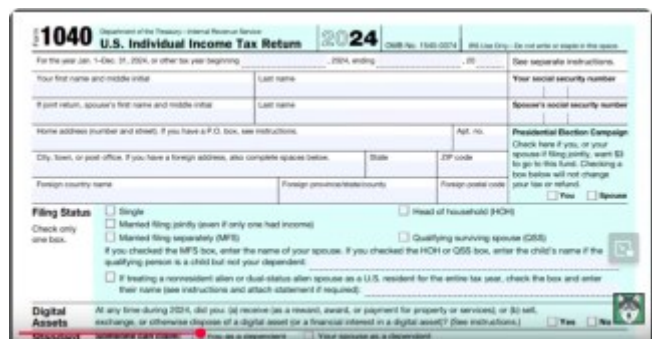 Form 1040 Department of the Treasury - Internal Revenue Service
U.S. Individual Income Tax Return 2024 OMB No. 1545-0074 IRS Use Only - Do not write or staple in this space.
For the year Jan. 1-Dec. 31, 2024, or other tax year beginning , 2024, ending , 20 See separate instructions.
Your first name and middle initial Last name Your social security number
If joint return, spouse's first name and middle initial Last name Spouse's social security number
Home address (number and street). If you have a P.O. box, see instructions. Apt. no.
City, town, or post office. If you have a foreign address, also complete spaces below. State ZIP code
Foreign country name Foreign province/state/county Foreign postal code
Presidential Election Campaign
Check here if you, or your
spouse if filing jointly, want $3
to go to this fund. Checking a
box below will not change
your tax or refund.
You Spouse
Filing Status
Check only
one box.
Single Head of household (HOH)
Married filing jointly (even if only one had income)
Married filing separately (MFS) Qualifying surviving spouse (QSS)
If you checked the MFS box, enter the name of your spouse. If you checked the HOH or QSS box, enter the child's name if the
qualifying person is a child but not your dependent:
If treating a nonresident alien or dual-status alien spouse as a U.S. resident for the entire tax year, check the box and enter
their name (see instructions and attach statement if required):
Digital
Assets
At any time during 2024, did you: (a) receive (as a reward, award, or payment for property or services); or (b) sell,
exchange, or otherwise dispose of a digital asset (or a financial interest in a digital asset)? (See instructions.) Yes No
Standard Someone can claim: You as a dependent Your spouse as a dependent